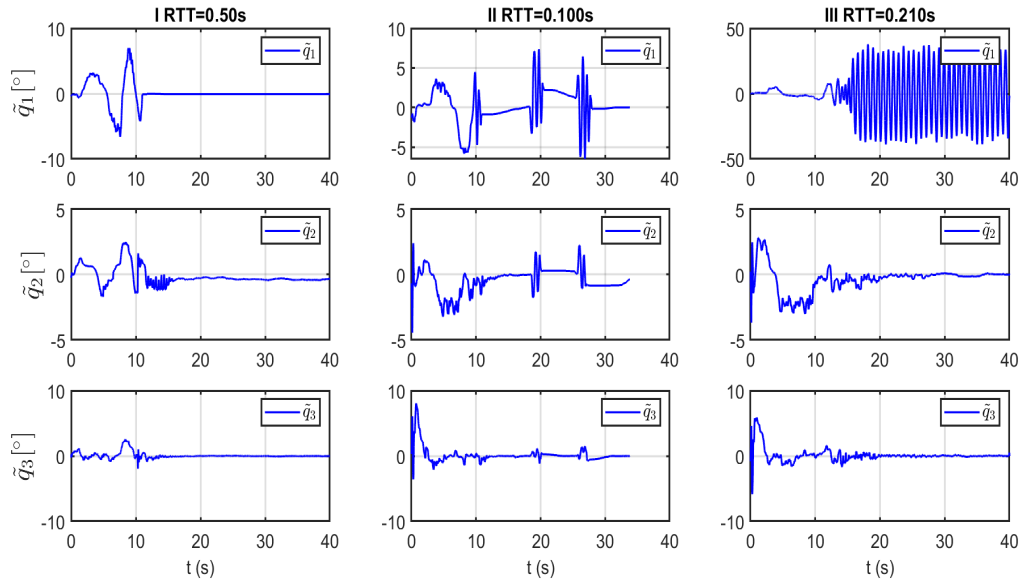 I RTT=0.50s II RTT=0.100s III RTT=0.210s
10 10 50
q̃₁ q̃₁ q̃₁
5
q̃₁[°] 0 0 0
-5
-10 -50
0 10 20 30 40 0 10 20 30 40 0 10 20 30 40
5 5 5
q̃₂ q̃₂ q̃₂
q̃₂[°] 0 0 0
-5 -5 -5
0 10 20 30 40 0 10 20 30 40 0 10 20 30 40
10 10 10
q̃₃ q̃₃ q̃₃
q̃₃[°] 0 0 0
-10 -10 -10
0 10 20 30 40 0 10 20 30 40 0 10 20 30 40
t (s) t (s) t (s)